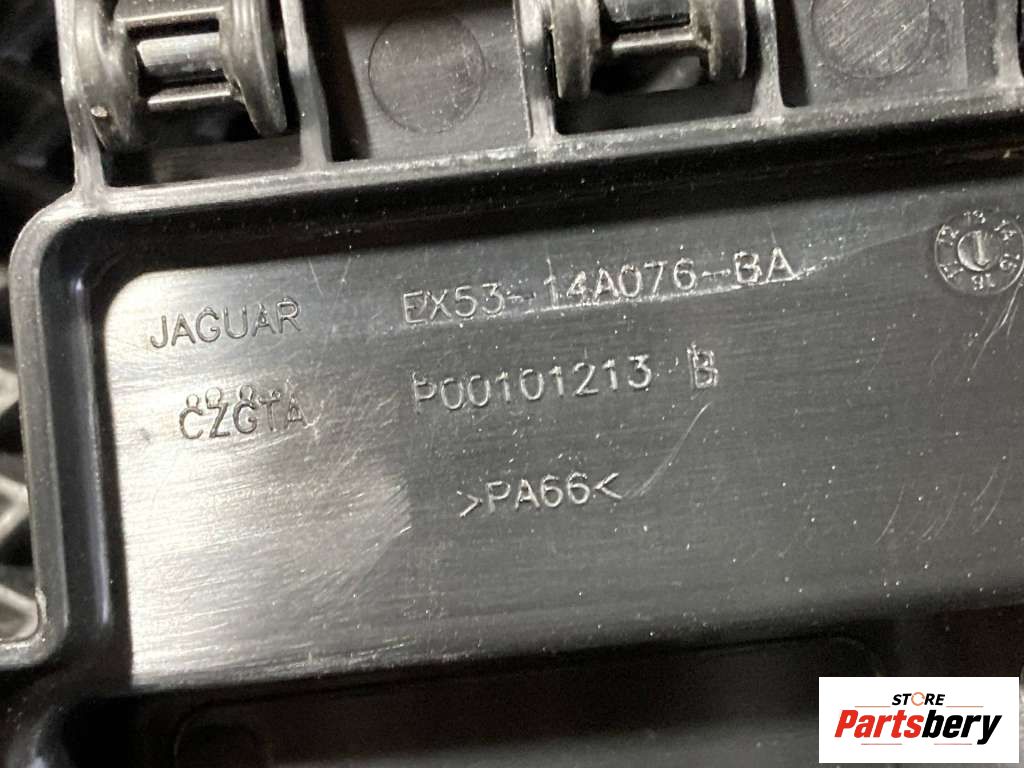 JAGUAR EX53-14A076-BA
CZGTA P00101213 B
>PA66<
STORE
Partsbery